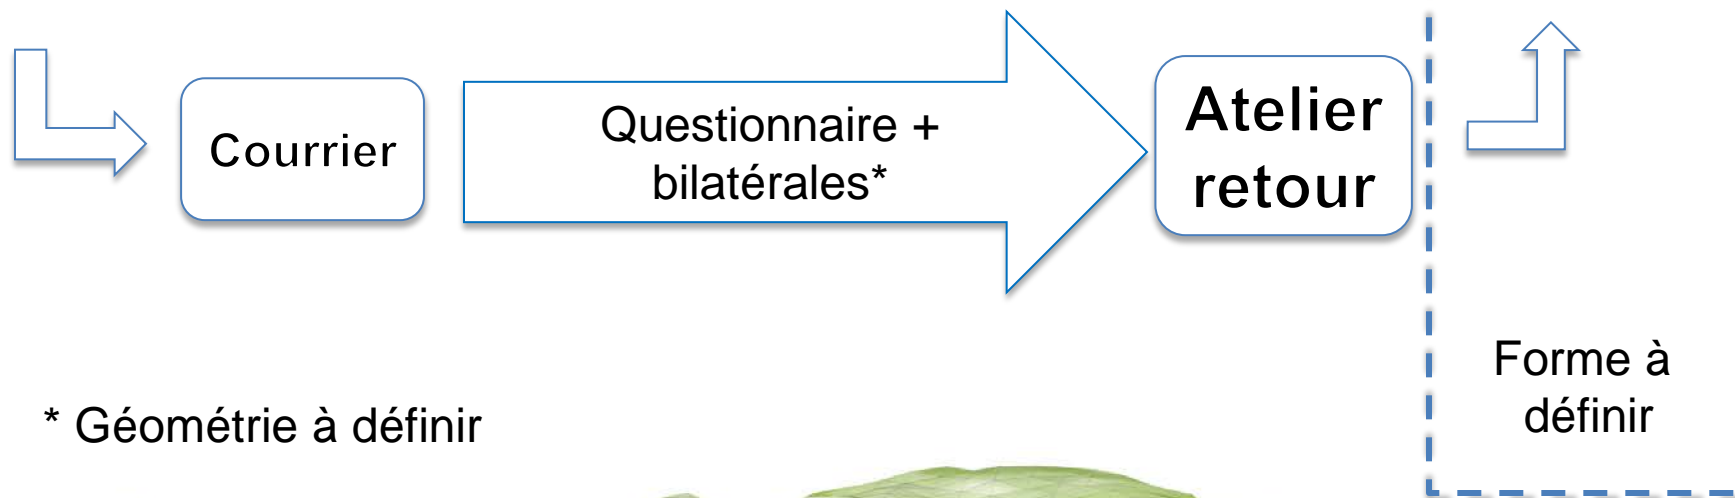 Courrier
Questionnaire +
bilatérales*
Atelier
retour
* Géométrie à définir
Forme à
définir